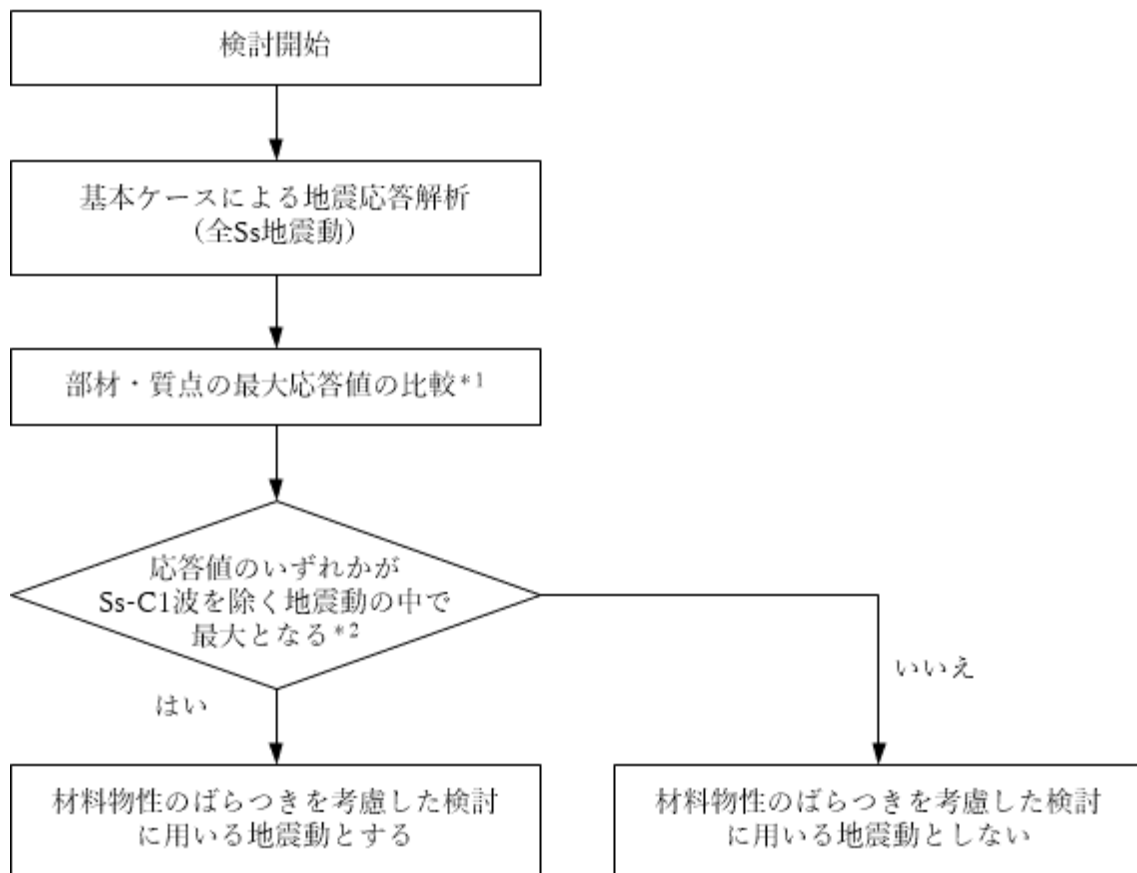 検討開始
基本ケースによる地震応答解析
（全Ss地震動）
部材・質点の最大応答値の比較*1
応答値のいずれかが
Ss-C1波を除く地震動の中で
最大となる*2
はい
いいえ
材料物性のばらつきを考慮した検討
に用いる地震動とする
材料物性のばらつきを考慮した検討
に用いる地震動としない